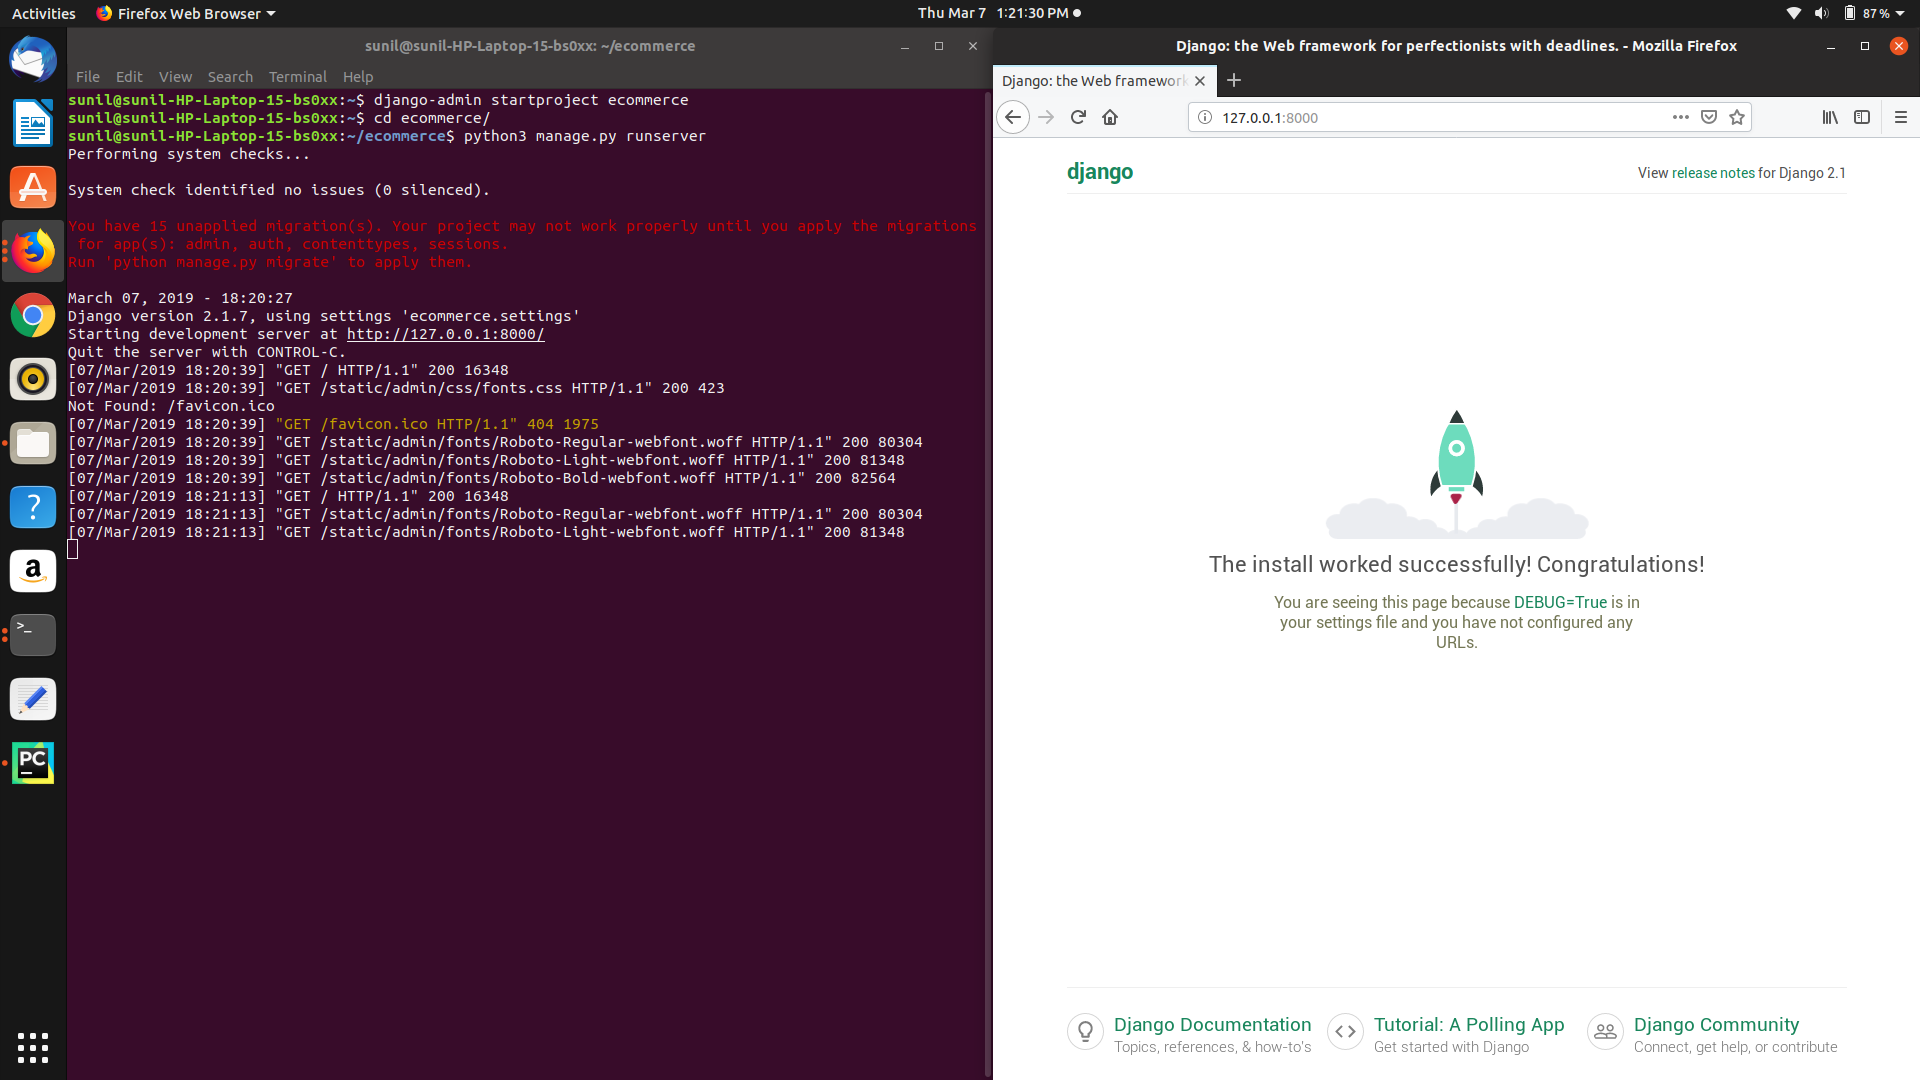 Activities
Firefox Web Browser
Thu Mar 7 1:21:30 PM
87 %
sunil@sunil-HP-Laptop-15-bs0xx: ~/ecommerce
File Edit View Search Terminal Help
sunil@sunil-HP-Laptop-15-bs0xx:~$ django-admin startproject ecommerce
sunil@sunil-HP-Laptop-15-bs0xx:~$ cd ecommerce/
sunil@sunil-HP-Laptop-15-bs0xx:~/ecommerce$ python3 manage.py runserver
Performing system checks...
System check identified no issues (0 silenced).
You have 15 unapplied migration(s). Your project may not work properly until you apply the migrations
for app(s): admin, auth, contenttypes, sessions.
Run 'python manage.py migrate' to apply them.
March 07, 2019 - 18:20:27
Django version 2.1.7, using settings 'ecommerce.settings'
Starting development server at http://127.0.0.1:8000/
Quit the server with CONTROL-C.
[07/Mar/2019 18:20:39] "GET / HTTP/1.1" 200 16348
[07/Mar/2019 18:20:39] "GET /static/admin/css/fonts.css HTTP/1.1" 200 423
Not Found: /favicon.ico
[07/Mar/2019 18:20:39] "GET /favicon.ico HTTP/1.1" 404 1975
[07/Mar/2019 18:20:39] "GET /static/admin/fonts/Roboto-Regular-webfont.woff HTTP/1.1" 200 80304
[07/Mar/2019 18:20:39] "GET /static/admin/fonts/Roboto-Light-webfont.woff HTTP/1.1" 200 81348
[07/Mar/2019 18:20:39] "GET /static/admin/fonts/Roboto-Bold-webfont.woff HTTP/1.1" 200 82564
[07/Mar/2019 18:21:13] "GET / HTTP/1.1" 200 16348
[07/Mar/2019 18:21:13] "GET /static/admin/fonts/Roboto-Regular-webfont.woff HTTP/1.1" 200 80304
[07/Mar/2019 18:21:13] "GET /static/admin/fonts/Roboto-Light-webfont.woff HTTP/1.1" 200 81348
Django: the Web framework for perfectionists with deadlines. - Mozilla Firefox
Django: the Web framework
127.0.0.1:8000
django
View release notes for Django 2.1
The install worked successfully! Congratulations!
You are seeing this page because DEBUG=True is in
your settings file and you have not configured any
URLs.
Django Documentation
Topics, references, & how-to's
Tutorial: A Polling App
Get started with Django
Django Community
Connect, get help, or contribute
A
?
a
>_
PC